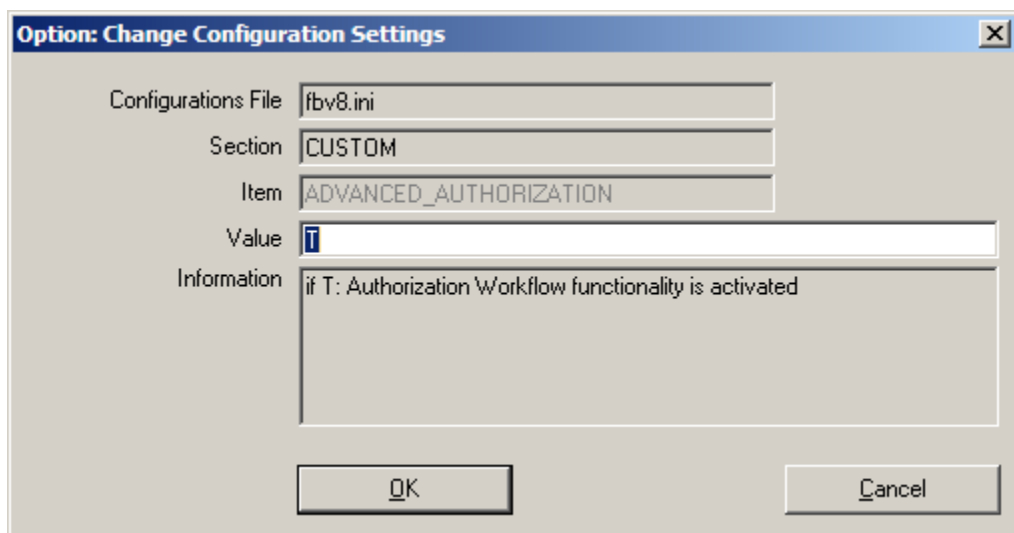 Option: Change Configuration Settings
Configurations File fbv8.ini
Section CUSTOM
Item ADVANCED_AUTHORIZATION
Value T
Information if T: Authorization Workflow functionality is activated
OK Cancel